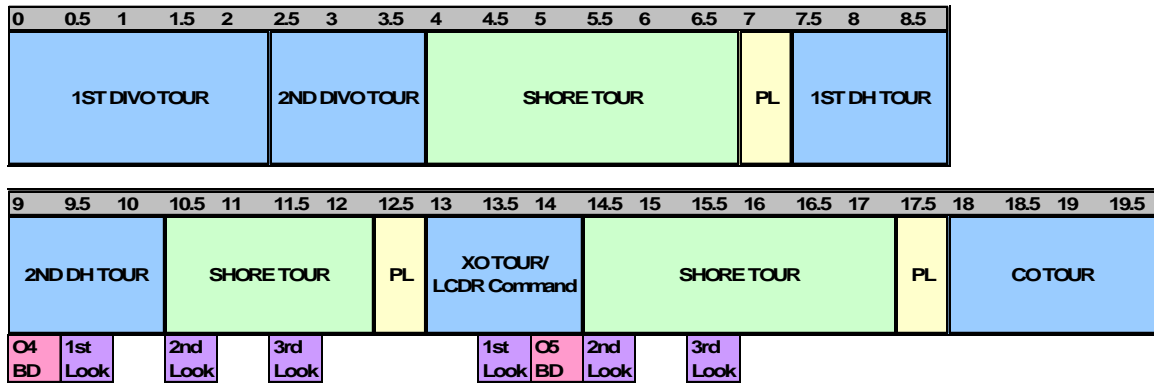 0 0.5 1 1.5 2 2.5 3 3.5 4 4.5 5 5.5 6 6.5 7 7.5 8 8.5
1ST DIVO TOUR 2ND DIVO TOUR SHORE TOUR PL 1ST DH TOUR
9 9.5 10 10.5 11 11.5 12 12.5 13 13.5 14 14.5 15 15.5 16 16.5 17 17.5 18 18.5 19 19.5
2ND DH TOUR SHORE TOUR PL XO TOUR/ LCDR Command SHORE TOUR PL CO TOUR
O4 1st 2nd 3rd 1st O5 2nd 3rd
BD Look Look Look Look BD Look Look